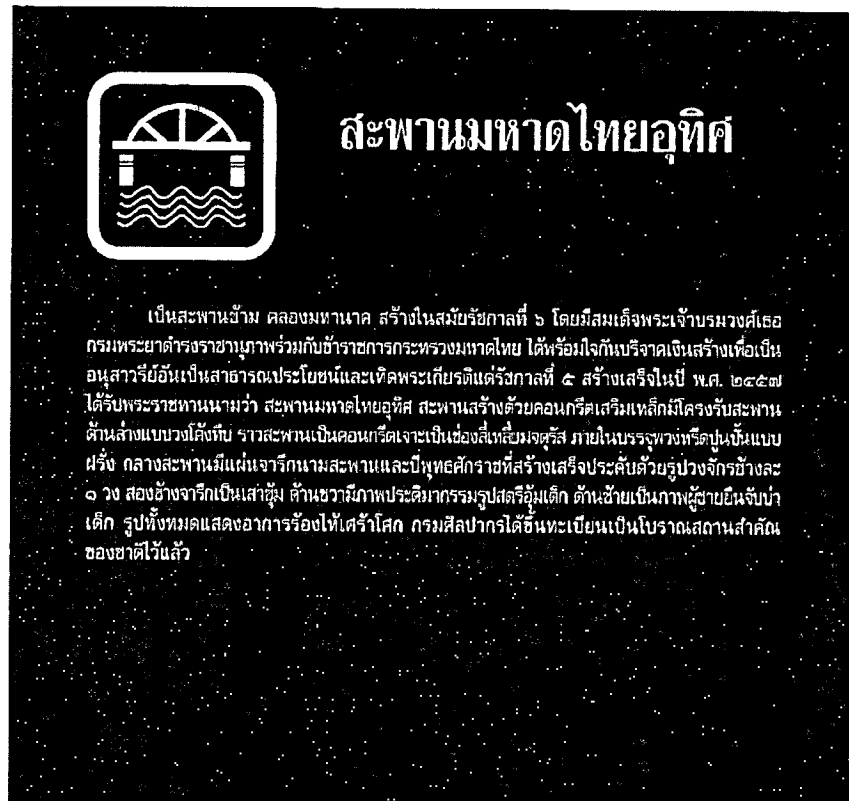 สะพานมหาดไทยอุทิศ
เป็นสะพานข้าม คลองมหานาค สร้างในสมัยรัชกาลที่ ๖ โดยมีสมเด็จพระเจ้าบรมวงศ์เธอ
กรมพระยาดำรงราชานุภาพร่วมกับข้าราชการกระทรวงมหาดไทย ได้พร้อมใจกันบริจาคเงินสร้างเพื่อเป็น
อนุสาวรีย์อันเป็นสาธารณประโยชน์และเทิดพระเกียรติแด่รัชกาลที่ ๕ สร้างเสร็จในปี พ.ศ. ๒๔๕๗
ได้รับพระราชทานนามว่า สะพานมหาดไทยอุทิศ สะพานสร้างด้วยคอนกรีตเสริมเหล็กมีโครงรับสะพาน
ด้านล่างแบบวงโค้งทึบ ราวสะพานเป็นคอนกรีตเจาะเป็นช่องสี่เหลี่ยมจตุรัส ภายในบรรจุพวงหรีดปูนปั้นแบบ
ฝรั่ง กลางสะพานมีแผ่นจารึกนามสะพานและปีพุทธศักราชที่สร้างเสร็จประดับด้วยรูปวงจักรข้างละ
๑ วง สองข้างจารึกเป็นเสาซุ้ม ด้านขวามีภาพประติมากรรมรูปสตรีอุ้มเด็ก ด้านซ้ายเป็นภาพผู้ชายยืนจับบ่า
เด็ก รูปทั้งหมดแสดงอาการร้องไห้เศร้าโศก กรมศิลปากรได้ขึ้นทะเบียนเป็นโบราณสถานสำคัญ
ของชาติไว้แล้ว